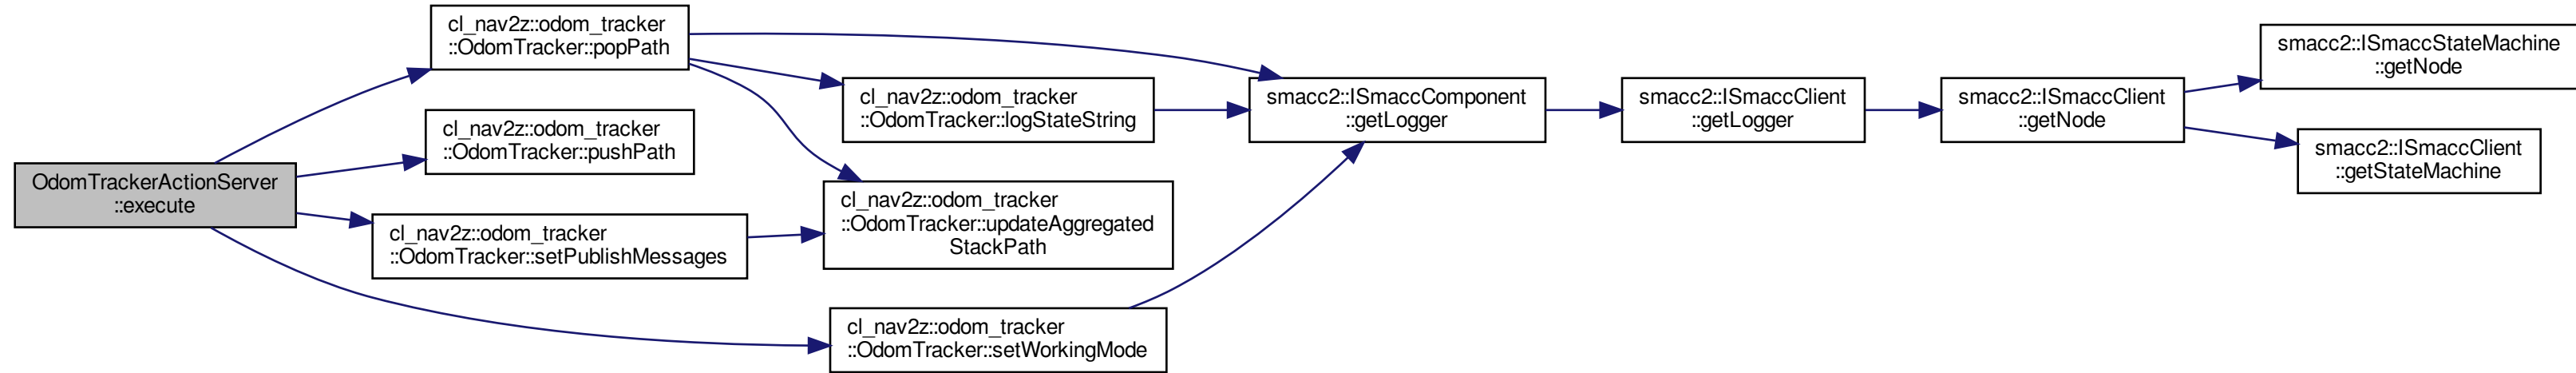 OdomTrackerActionServer
::execute
cl_nav2z::odom_tracker
::OdomTracker::popPath
cl_nav2z::odom_tracker
::OdomTracker::pushPath
cl_nav2z::odom_tracker
::OdomTracker::setPublishMessages
cl_nav2z::odom_tracker
::OdomTracker::setWorkingMode
cl_nav2z::odom_tracker
::OdomTracker::logStateString
cl_nav2z::odom_tracker
::OdomTracker::updateAggregated
StackPath
smacc2::ISmaccComponent
::getLogger
smacc2::ISmaccClient
::getLogger
smacc2::ISmaccClient
::getNode
smacc2::ISmaccStateMachine
::getNode
smacc2::ISmaccClient
::getStateMachine